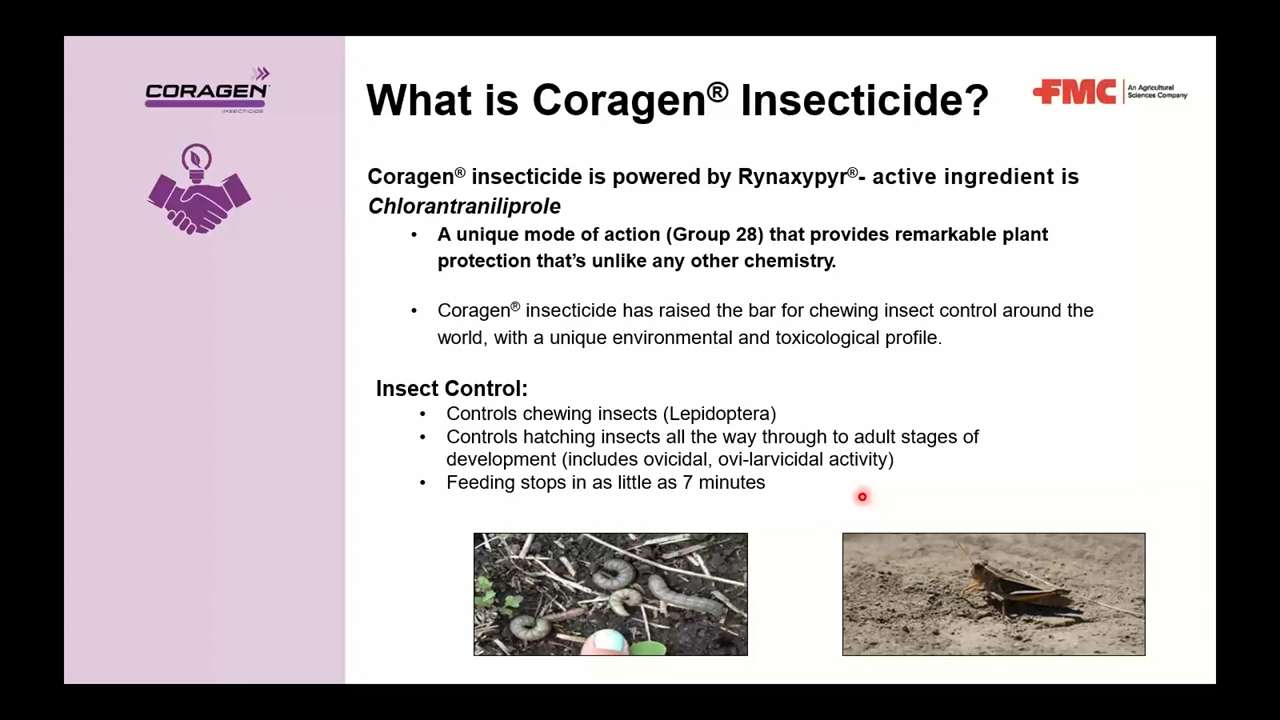 CORAGEN
INSECTICIDE
What is Coragen® Insecticide?
FMC
An Agricultural
Sciences Company
Coragen® insecticide is powered by Rynaxypyr®- active ingredient is
Chlorantraniliprole
• A unique mode of action (Group 28) that provides remarkable plant
protection that’s unlike any other chemistry.
• Coragen® insecticide has raised the bar for chewing insect control around the
world, with a unique environmental and toxicological profile.
Insect Control:
• Controls chewing insects (Lepidoptera)
• Controls hatching insects all the way through to adult stages of
development (includes ovicidal, ovi-larvicidal activity)
• Feeding stops in as little as 7 minutes